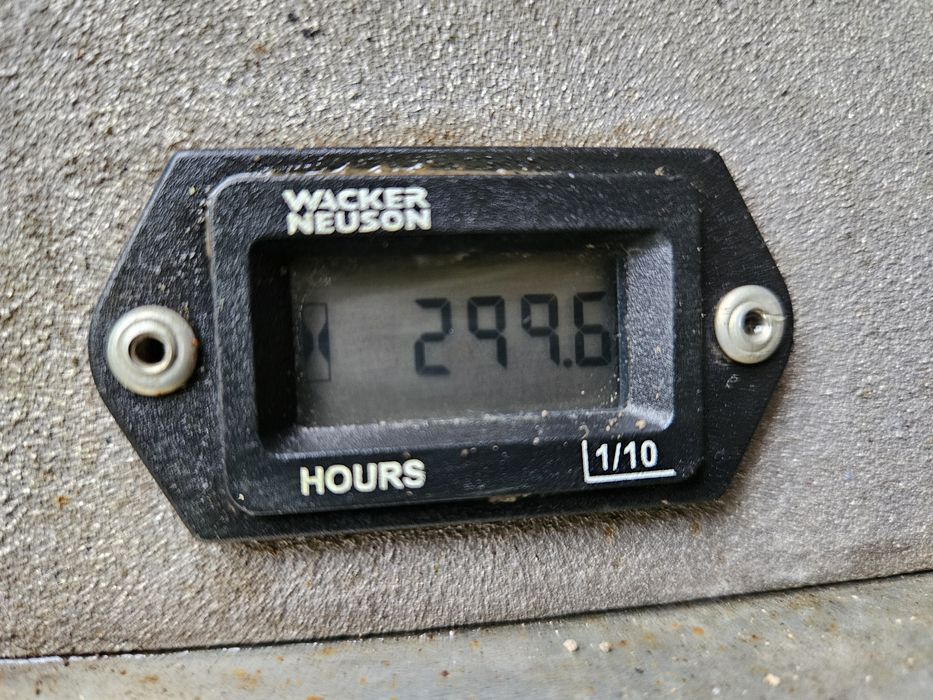 WACKER
NEUSON
299.6
HOURS
1/10